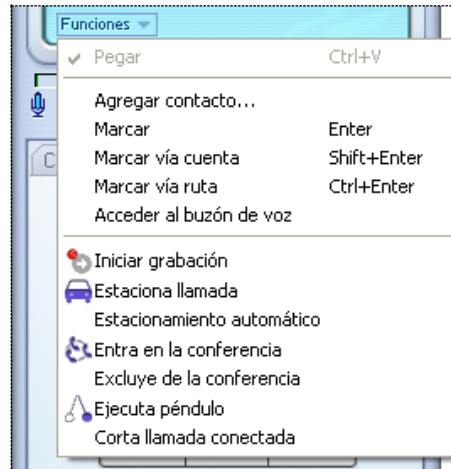 Funciones
Pegar Ctrl+V
Agregar contacto...
Marcar Enter
Marcar vía cuenta Shift+Enter
Marcar vía ruta Ctrl+Enter
Acceder al buzón de voz
Iniciar grabación
Estaciona llamada
Estacionamiento automático
Entra en la conferencia
Excluye de la conferencia
Ejecuta péndulo
Corta llamada conectada
C